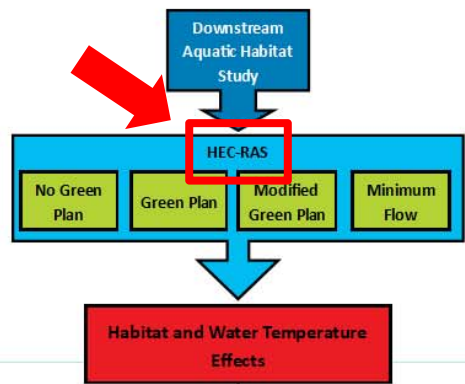 Downstream
Aquatic Habitat
Study
HEC-RAS
No Green
Plan
Green Plan
Modified
Green Plan
Minimum
Flow
Habitat and Water Temperature
Effects